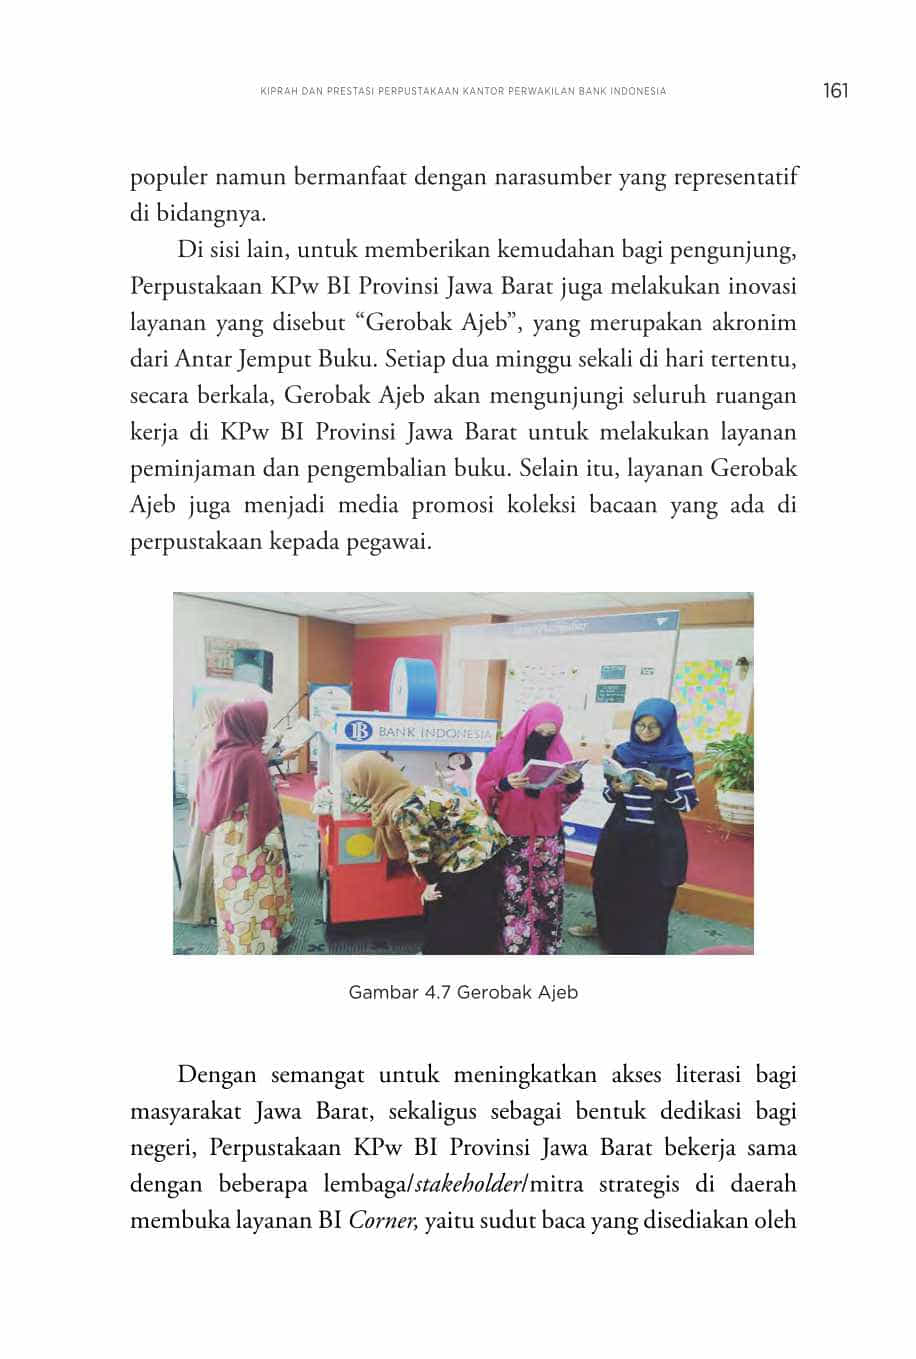 KIPRAH DAN PRESTASI PERPUSTAKAAN KANTOR PERWAKILAN BANK INDONESIA
161
populer namun bermanfaat dengan narasumber yang representatif
di bidangnya.
Di sisi lain, untuk memberikan kemudahan bagi pengunjung,
Perpustakaan KPw BI Provinsi Jawa Barat juga melakukan inovasi
layanan yang disebut “Gerobak Ajeb”, yang merupakan akronim
dari Antar Jemput Buku. Setiap dua minggu sekali di hari tertentu,
secara berkala, Gerobak Ajeb akan mengunjungi seluruh ruangan
kerja di KPw BI Provinsi Jawa Barat untuk melakukan layanan
peminjaman dan pengembalian buku. Selain itu, layanan Gerobak
Ajeb juga menjadi media promosi koleksi bacaan yang ada di
perpustakaan kepada pegawai.
BANK INDONESIA
Gambar 4.7 Gerobak Ajeb
Dengan semangat untuk meningkatkan akses literasi bagi
masyarakat Jawa Barat, sekaligus sebagai bentuk dedikasi bagi
negeri, Perpustakaan KPw BI Provinsi Jawa Barat bekerja sama
dengan beberapa lembaga/stakeholder/mitra strategis di daerah
membuka layanan BI Corner, yaitu sudut baca yang disediakan oleh